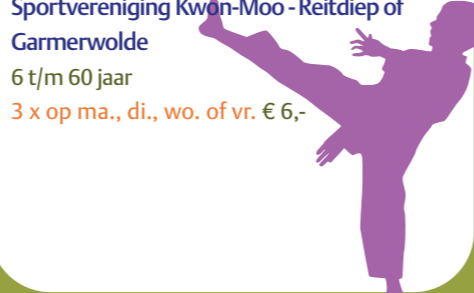 Sportvereniging Kwon-Moo - Reitdiep of
Garmerwolde
6 t/m 60 jaar
3 x op ma., di., wo. of vr. € 6,-